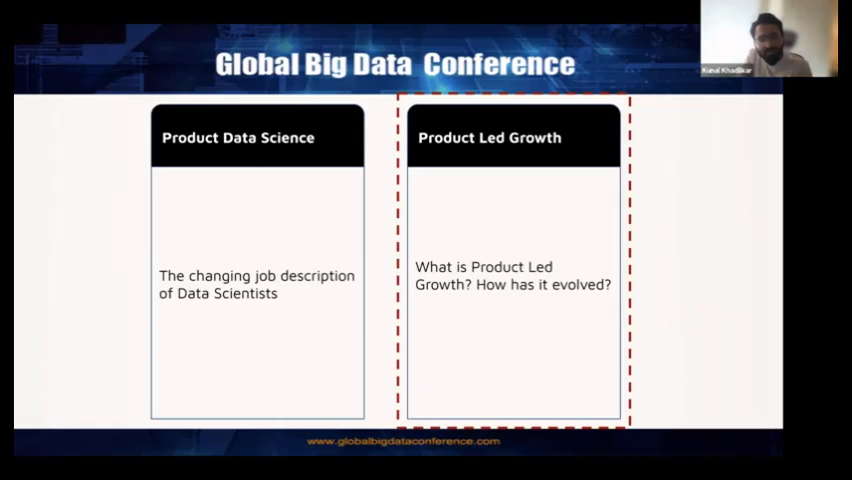 Global Big Data Conference
Kunal Khadilkar
Product Data Science
Product Led Growth
The changing job description
of Data Scientists
What is Product Led
Growth? How has it evolved?
www.globalbigdataconference.com